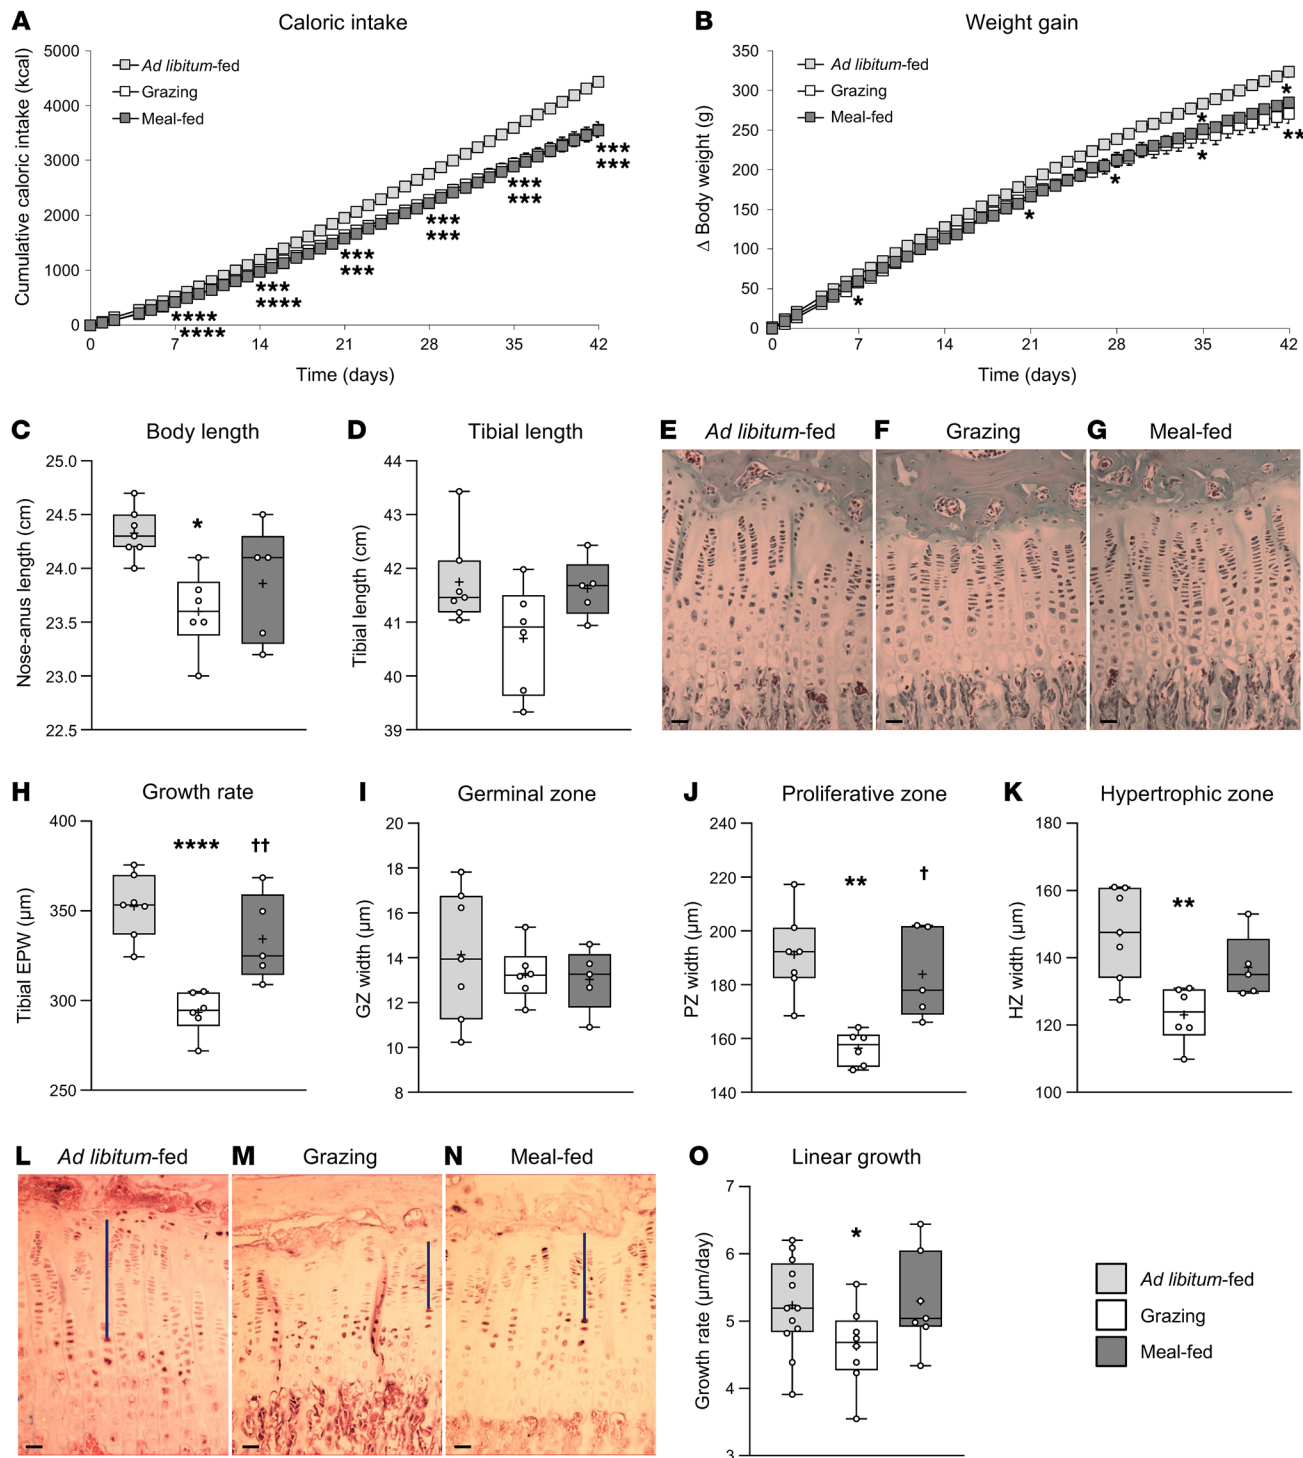 A Caloric intake
Cumulative caloric intake (kcal)
5000
4000
3000
2000
1000
0
Ad libitum-fed
Grazing
Meal-fed
****
****
***
****
***
***
***
***
***
***
***
***
0 7 14 21 28 35 42
Time (days)
B Weight gain
Δ Body weight (g)
350
300
250
200
150
100
50
0
Ad libitum-fed
Grazing
Meal-fed
*
*
*
*
*
*
**
0 7 14 21 28 35 42
Time (days)
C Body length
Nose-anus length (cm)
25.0
24.5
24.0
23.5
23.0
22.5
*
D Tibial length
Tibial length (cm)
44
43
42
41
40
39
E Ad libitum-fed
F Grazing
G Meal-fed
H Growth rate
Tibial EPW (µm)
400
350
300
250
**** ††
I Germinal zone
GZ width (µm)
20
18
16
14
12
10
8
J Proliferative zone
PZ width (µm)
240
220
200
180
160
140
** †
K Hypertrophic zone
HZ width (µm)
180
160
140
120
100
**
L Ad libitum-fed
M Grazing
N Meal-fed
O Linear growth
Growth rate (µm/day)
7
6
5
4
3
*
Ad libitum-fed
Grazing
Meal-fed